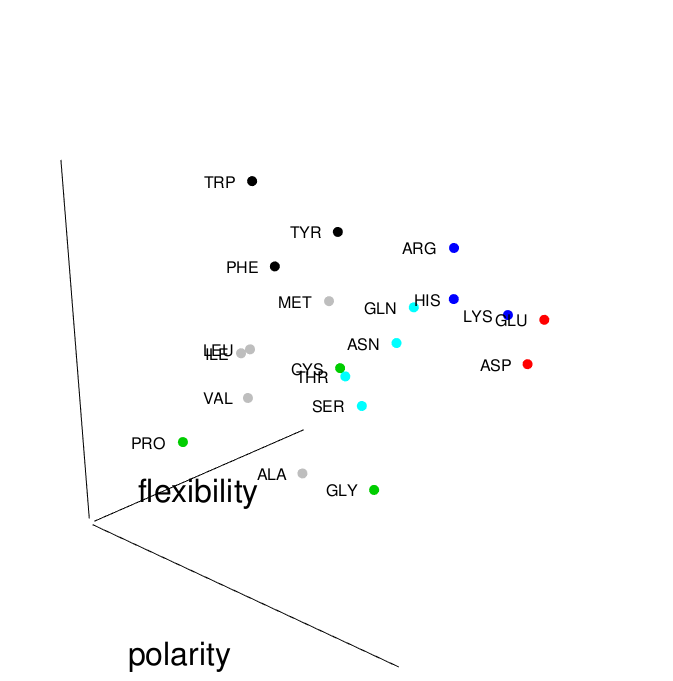 TRP
TYR
ARG
PHE
MET
HIS
GLN
LYS
GLU
ASN
LEU
ILE
ASP
CYS
THR
VAL
SER
PRO
ALA
GLY
flexibility
polarity